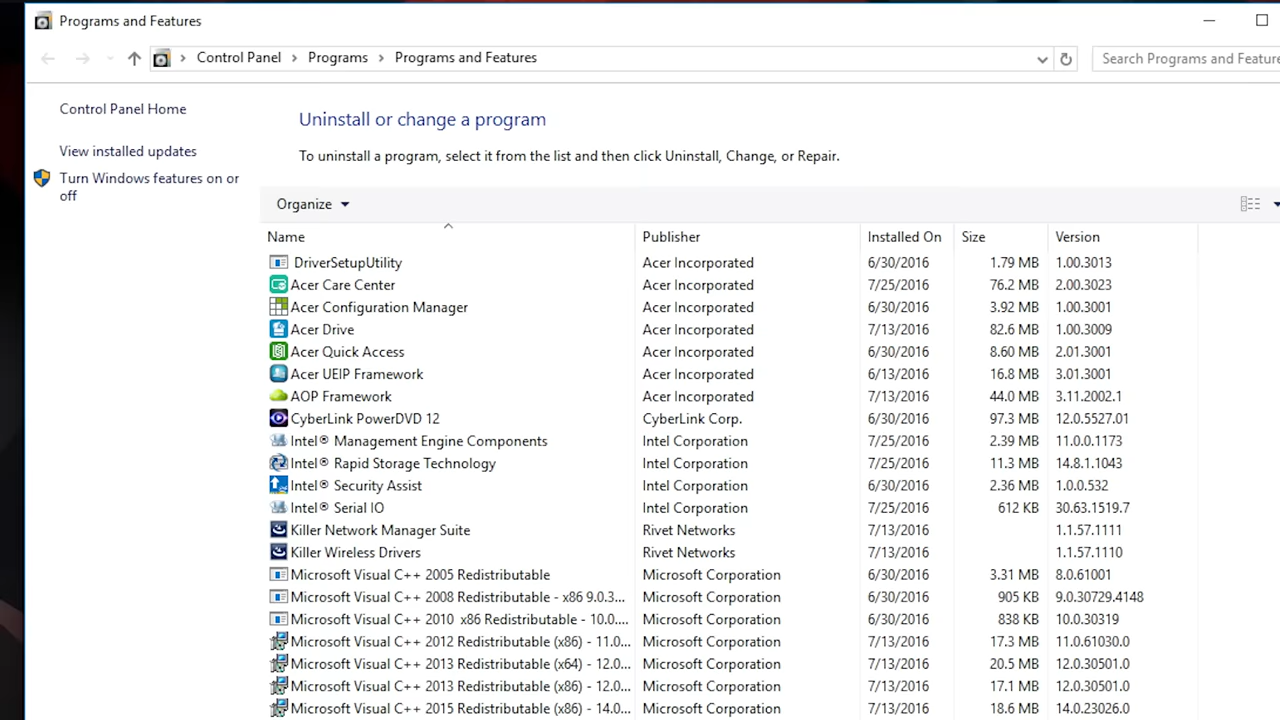 Programs and Features
Control Panel > Programs > Programs and Features
Search Programs and Feature
Control Panel Home
View installed updates
Turn Windows features on or
off
Uninstall or change a program
To uninstall a program, select it from the list and then click Uninstall, Change, or Repair.
Organize
Name Publisher Installed On Size Version
DriverSetupUtility Acer Incorporated 6/30/2016 1.79 MB 1.00.3013
Acer Care Center Acer Incorporated 7/25/2016 76.2 MB 2.00.3023
Acer Configuration Manager Acer Incorporated 6/30/2016 3.92 MB 1.00.3001
Acer Drive Acer Incorporated 7/13/2016 82.6 MB 1.00.3009
Acer Quick Access Acer Incorporated 6/30/2016 8.60 MB 2.01.3001
Acer UEIP Framework Acer Incorporated 6/13/2016 16.8 MB 3.01.3001
AOP Framework Acer Incorporated 7/13/2016 44.0 MB 3.11.2002.1
CyberLink PowerDVD 12 CyberLink Corp. 6/30/2016 97.3 MB 12.0.5527.01
Intel® Management Engine Components Intel Corporation 7/25/2016 2.39 MB 11.0.0.1173
Intel® Rapid Storage Technology Intel Corporation 7/25/2016 11.3 MB 14.8.1.1043
Intel® Security Assist Intel Corporation 6/30/2016 2.36 MB 1.0.0.532
Intel® Serial IO Intel Corporation 7/25/2016 612 KB 30.63.1519.7
Killer Network Manager Suite Rivet Networks 7/13/2016 1.1.57.1111
Killer Wireless Drivers Rivet Networks 7/13/2016 1.1.57.1110
Microsoft Visual C++ 2005 Redistributable Microsoft Corporation 6/30/2016 3.31 MB 8.0.61001
Microsoft Visual C++ 2008 Redistributable - x86 9.0.3... Microsoft Corporation 6/30/2016 905 KB 9.0.30729.4148
Microsoft Visual C++ 2010 x86 Redistributable - 10.0.... Microsoft Corporation 6/30/2016 838 KB 10.0.30319
Microsoft Visual C++ 2012 Redistributable (x86) - 11.0... Microsoft Corporation 7/13/2016 17.3 MB 11.0.61030.0
Microsoft Visual C++ 2013 Redistributable (x64) - 12.0... Microsoft Corporation 7/13/2016 20.5 MB 12.0.30501.0
Microsoft Visual C++ 2013 Redistributable (x86) - 12.0... Microsoft Corporation 7/13/2016 17.1 MB 12.0.30501.0
Microsoft Visual C++ 2015 Redistributable (x86) - 14.0... Microsoft Corporation 7/13/2016 18.6 MB 14.0.23026.0